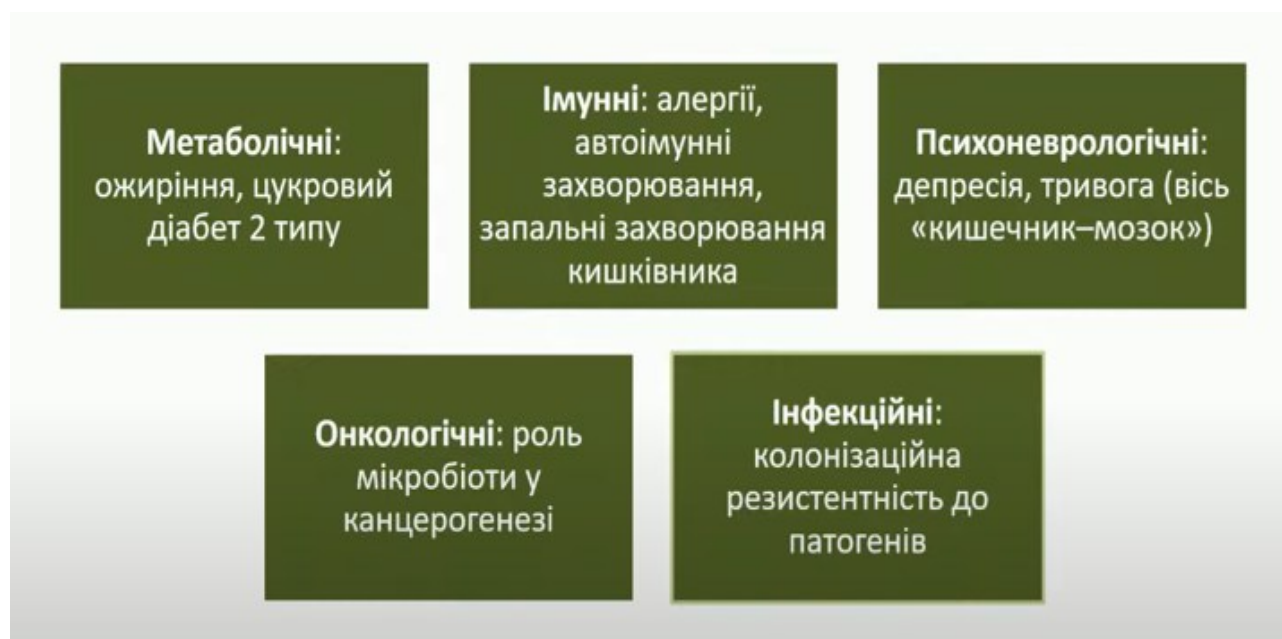 Метаболічні:
ожиріння, цукровий
діабет 2 типу
Імунні: алергії,
автоімунні
захворювання,
запальні захворювання
кишківника
Психоневрологічні:
депресія, тривога (вісь
«кишечник–мозок»)
Онкологічні: роль
мікробіоти у
канцерогенезі
Інфекційні:
колонізаційна
резистентність до
патогенів